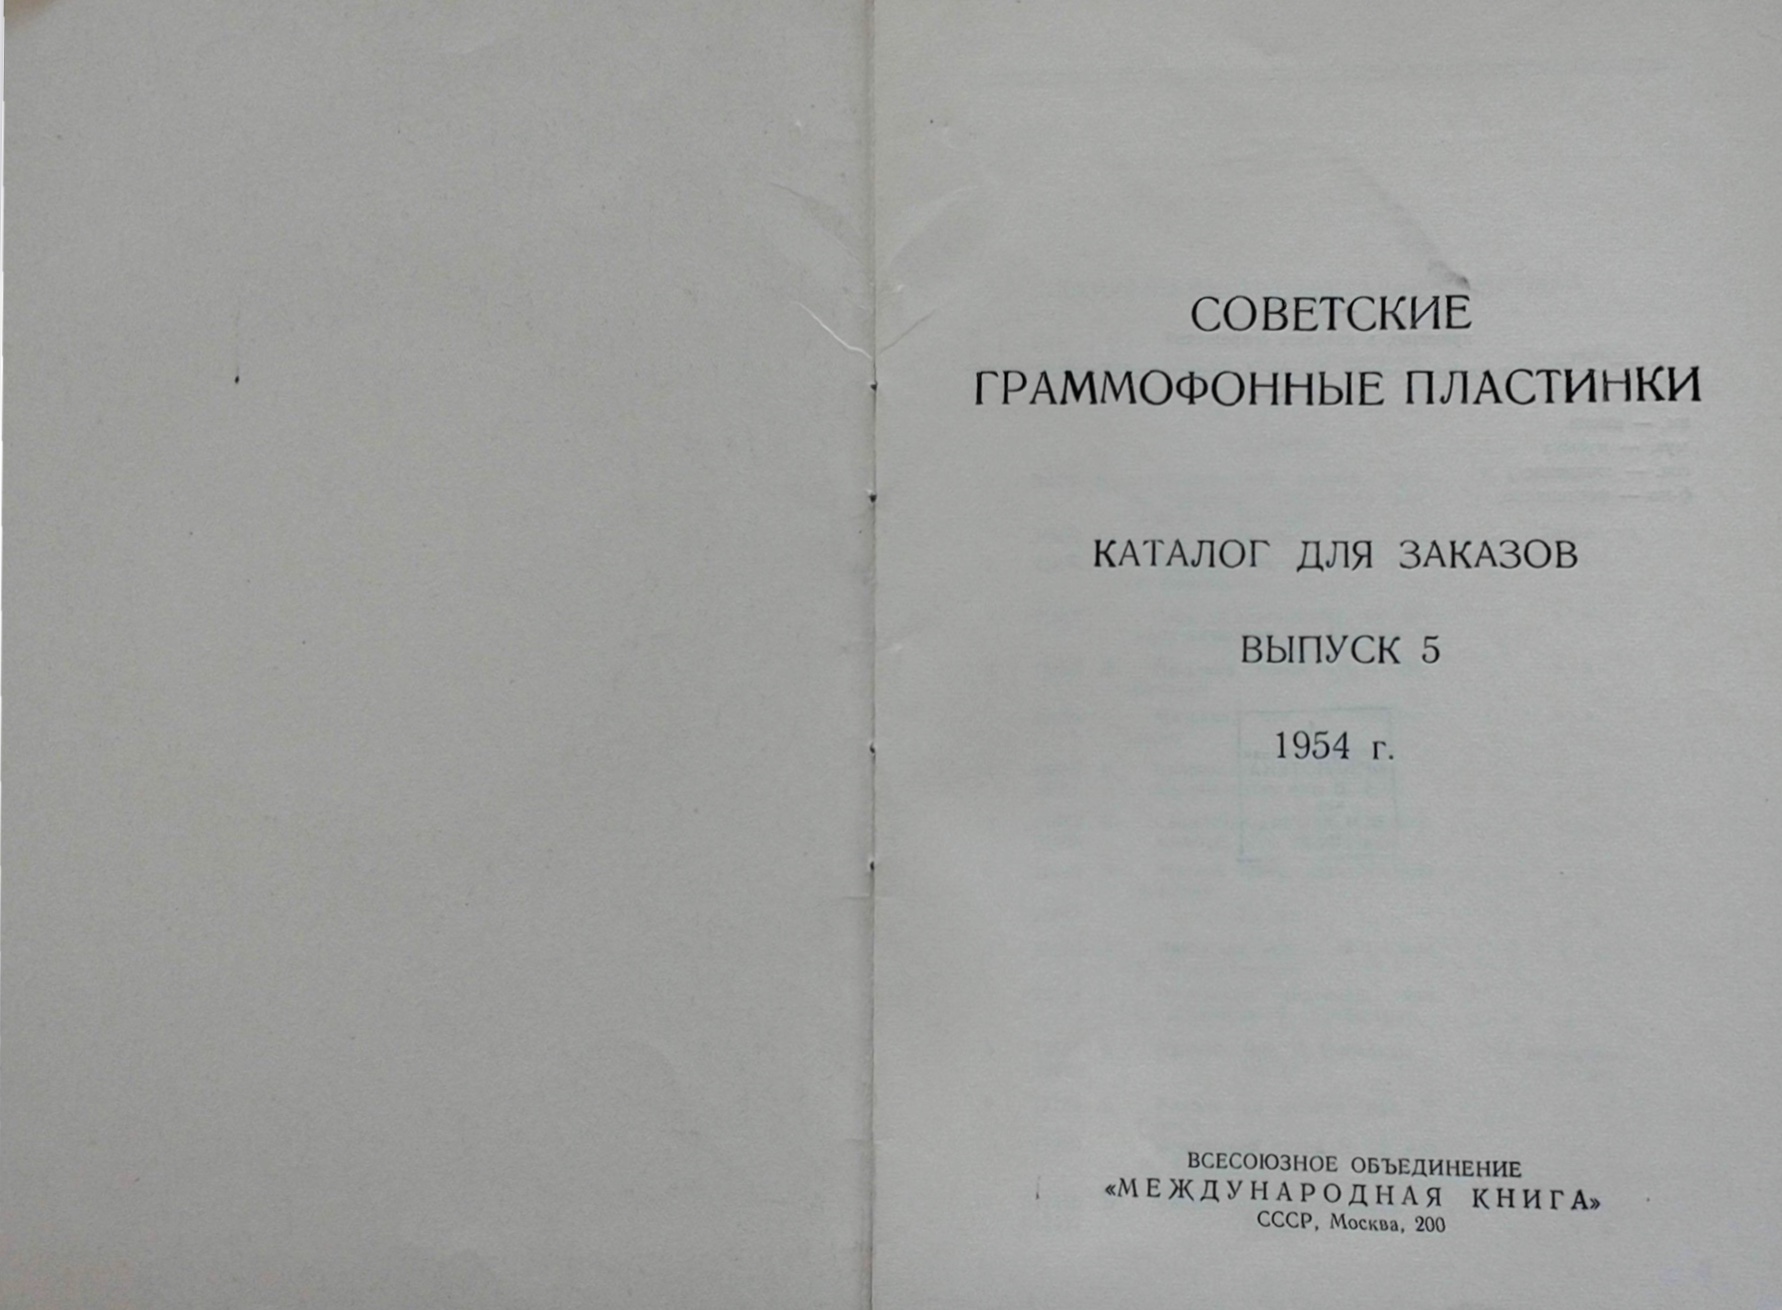 СОВЕТСКИЕ
ГРАММОФОННЫЕ ПЛАСТИНКИ
КАТАЛОГ ДЛЯ ЗАКАЗОВ
ВЫПУСК 5
1954 г.
ВСЕСОЮЗНОЕ ОБЪЕДИНЕНИЕ
«МЕЖДУНАРОДНАЯ КНИГА»
СССР, Москва, 200